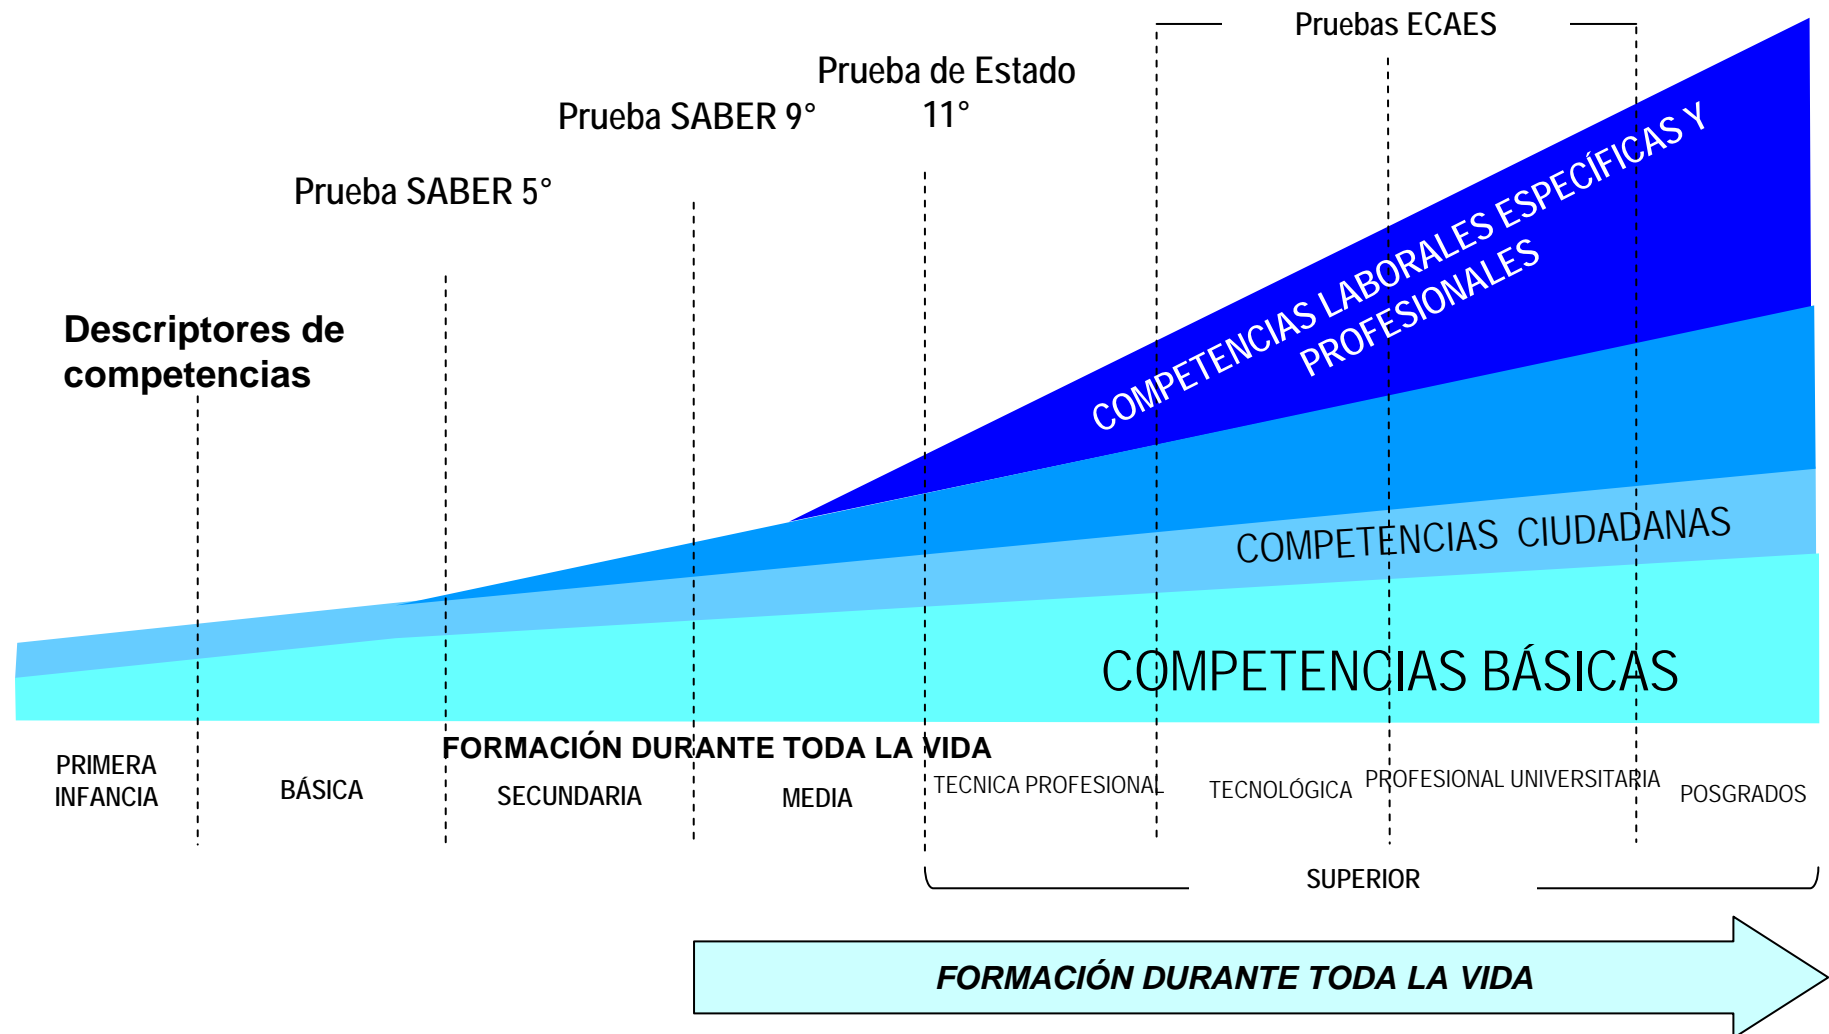 Pruebas ECAES
Prueba de Estado
11°
Prueba SABER 9°
Prueba SABER 5°
Descriptores de
competencias
COMPETENCIAS LABORALES ESPECÍFICAS Y
PROFESIONALES
COMPETENCIAS CIUDADANAS
COMPETENCIAS BÁSICAS
FORMACIÓN DURANTE TODA LA VIDA
PRIMERA
INFANCIA
BÁSICA
SECUNDARIA
MEDIA
TECNICA PROFESIONAL
TECNOLÓGICA
PROFESIONAL UNIVERSITARIA
POSGRADOS
SUPERIOR
FORMACIÓN DURANTE TODA LA VIDA